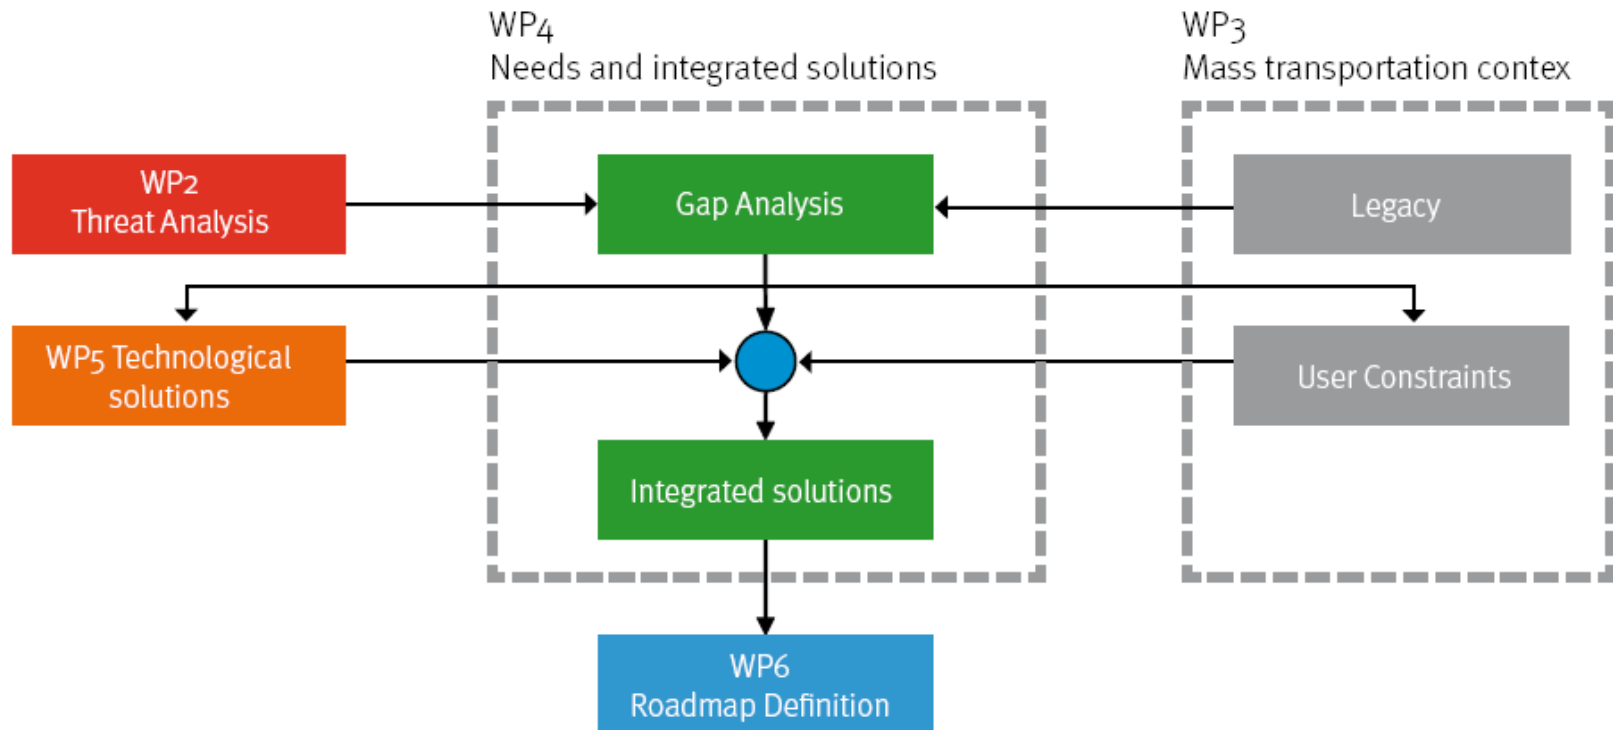 WP4
Needs and integrated solutions
WP3
Mass transportation contex
WP2
Threat Analysis
Gap Analysis
Legacy
WP5 Technological
solutions
User Constraints
Integrated solutions
WP6
Roadmap Definition